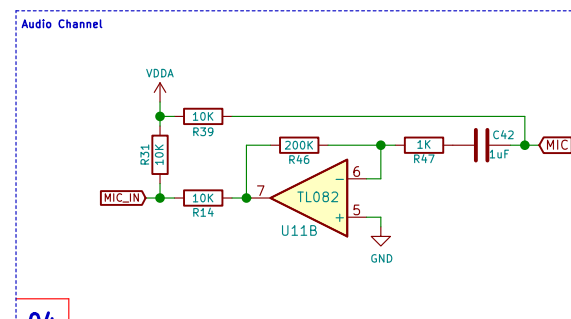 Audio Channel
VDDA
10K
R39
R31
10K
200K
R46
1K
R47
C42
1uF
MIC
MIC_IN
10K
R14
7
6
TL082
5
U11B
GND